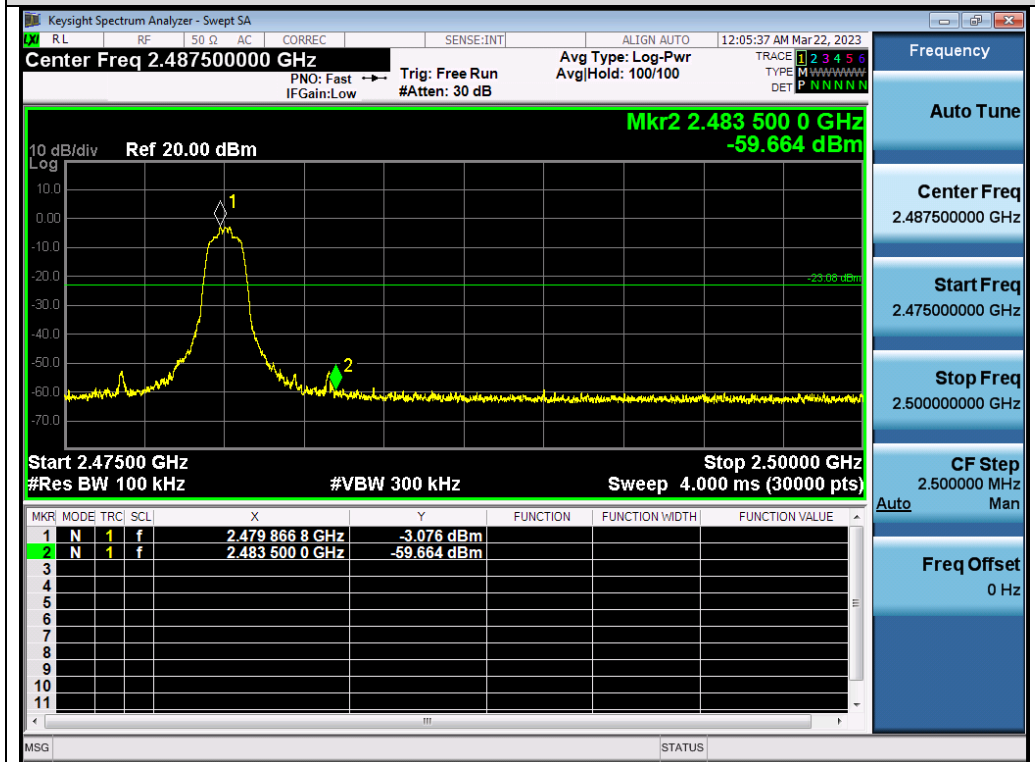 Keysight Spectrum Analyzer - Swept SA
LXI RL RF 50 Ω AC CORREC SENSE:INT ALIGN AUTO 12:05:37 AM Mar 22, 2023
Center Freq 2.487500000 GHz
PNO: Fast
IFGain:Low
Trig: Free Run
#Atten: 30 dB
Avg Type: Log-Pwr
Avg|Hold: 100/100
TRACE 1 2 3 4 5 6
TYPE M W W W W W
DET P N N N N N
Mkr2 2.483 500 0 GHz
-59.664 dBm
10 dB/div Ref 20.00 dBm
Log
10.0
0.00
-10.0
-20.0
-30.0
-40.0
-50.0
-60.0
-70.0
1
-23.08 dBm
2
Start 2.47500 GHz Stop 2.50000 GHz
#Res BW 100 kHz #VBW 300 kHz Sweep 4.000 ms (30000 pts)
MKR MODE TRC SCL X Y FUNCTION FUNCTION WIDTH FUNCTION VALUE
1 N 1 f 2.479 866 8 GHz -3.076 dBm
2 N 1 f 2.483 500 0 GHz -59.664 dBm
3
4
5
6
7
8
9
10
11
MSG STATUS
Frequency
Auto Tune
Center Freq
2.487500000 GHz
Start Freq
2.475000000 GHz
Stop Freq
2.500000000 GHz
CF Step
2.500000 MHz
Auto Man
Freq Offset
0 Hz